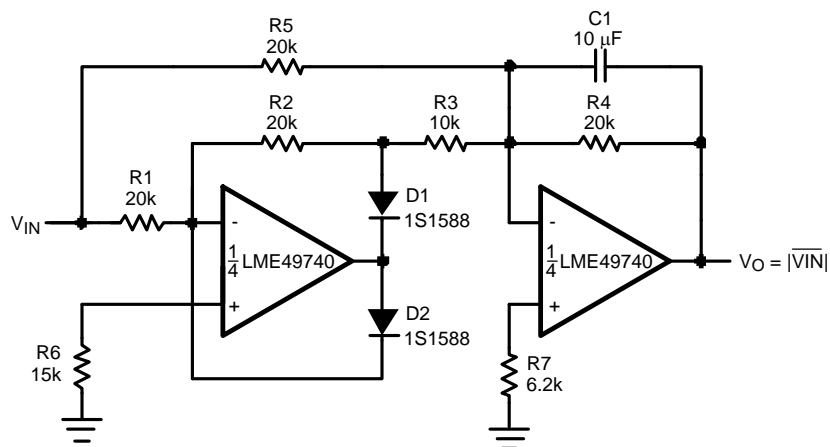 R5
20k
C1
10 μF
R2
20k
R3
10k
R4
20k
R1
20k
VIN
-
+
1/4 LME49740
D1
1S1588
D2
1S1588
-
+
1/4 LME49740
VO = |V̅I̅N̅|
R6
15k
R7
6.2k